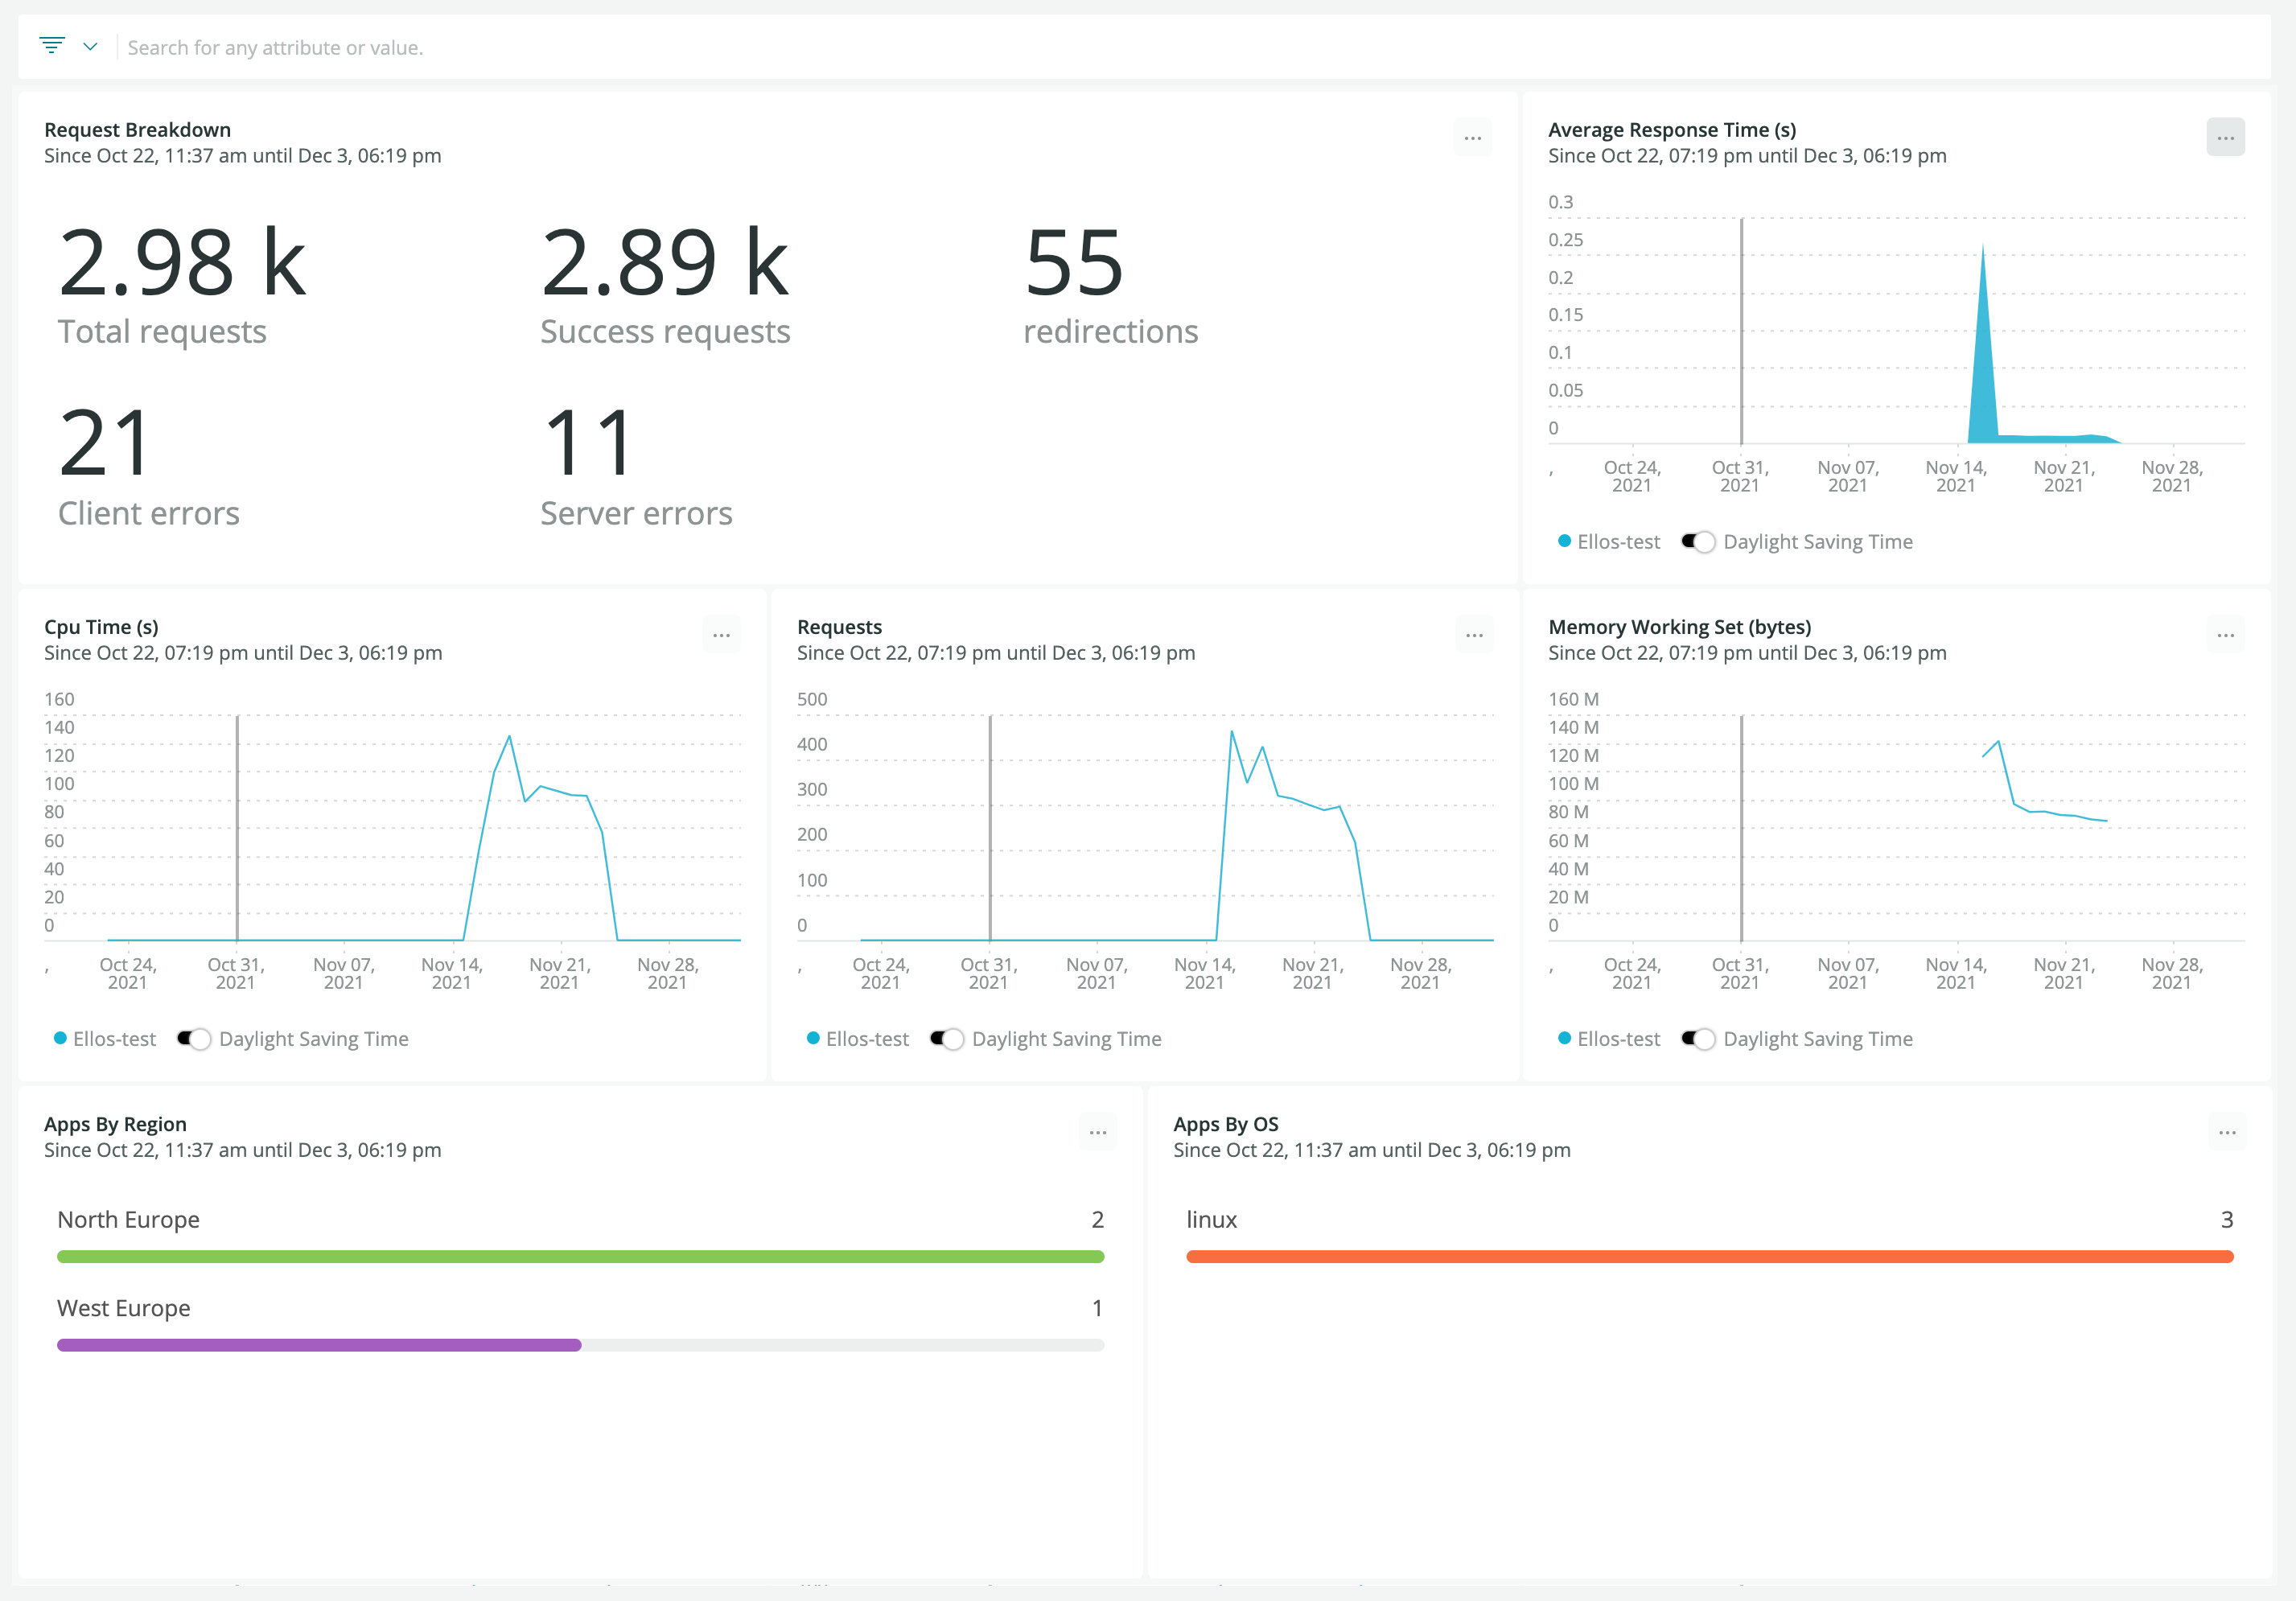 Search for any attribute or value.
Request Breakdown
Since Oct 22, 11:37 am until Dec 3, 06:19 pm
...
2.98 k
Total requests
2.89 k
Success requests
55
redirections
21
Client errors
11
Server errors
Average Response Time (s)
Since Oct 22, 07:19 pm until Dec 3, 06:19 pm
...
0.3
0.25
0.2
0.15
0.1
0.05
0
,
Oct 24,
2021
Oct 31,
2021
Nov 07,
2021
Nov 14,
2021
Nov 21,
2021
Nov 28,
2021
Ellos-test
Daylight Saving Time
Cpu Time (s)
Since Oct 22, 07:19 pm until Dec 3, 06:19 pm
...
160
140
120
100
80
60
40
20
0
,
Oct 24,
2021
Oct 31,
2021
Nov 07,
2021
Nov 14,
2021
Nov 21,
2021
Nov 28,
2021
Ellos-test
Daylight Saving Time
Requests
Since Oct 22, 07:19 pm until Dec 3, 06:19 pm
...
500
400
300
200
100
0
,
Oct 24,
2021
Oct 31,
2021
Nov 07,
2021
Nov 14,
2021
Nov 21,
2021
Nov 28,
2021
Ellos-test
Daylight Saving Time
Memory Working Set (bytes)
Since Oct 22, 07:19 pm until Dec 3, 06:19 pm
...
160 M
140 M
120 M
100 M
80 M
60 M
40 M
20 M
0
,
Oct 24,
2021
Oct 31,
2021
Nov 07,
2021
Nov 14,
2021
Nov 21,
2021
Nov 28,
2021
Ellos-test
Daylight Saving Time
Apps By Region
Since Oct 22, 11:37 am until Dec 3, 06:19 pm
...
North Europe 2
West Europe 1
Apps By OS
Since Oct 22, 11:37 am until Dec 3, 06:19 pm
...
linux 3